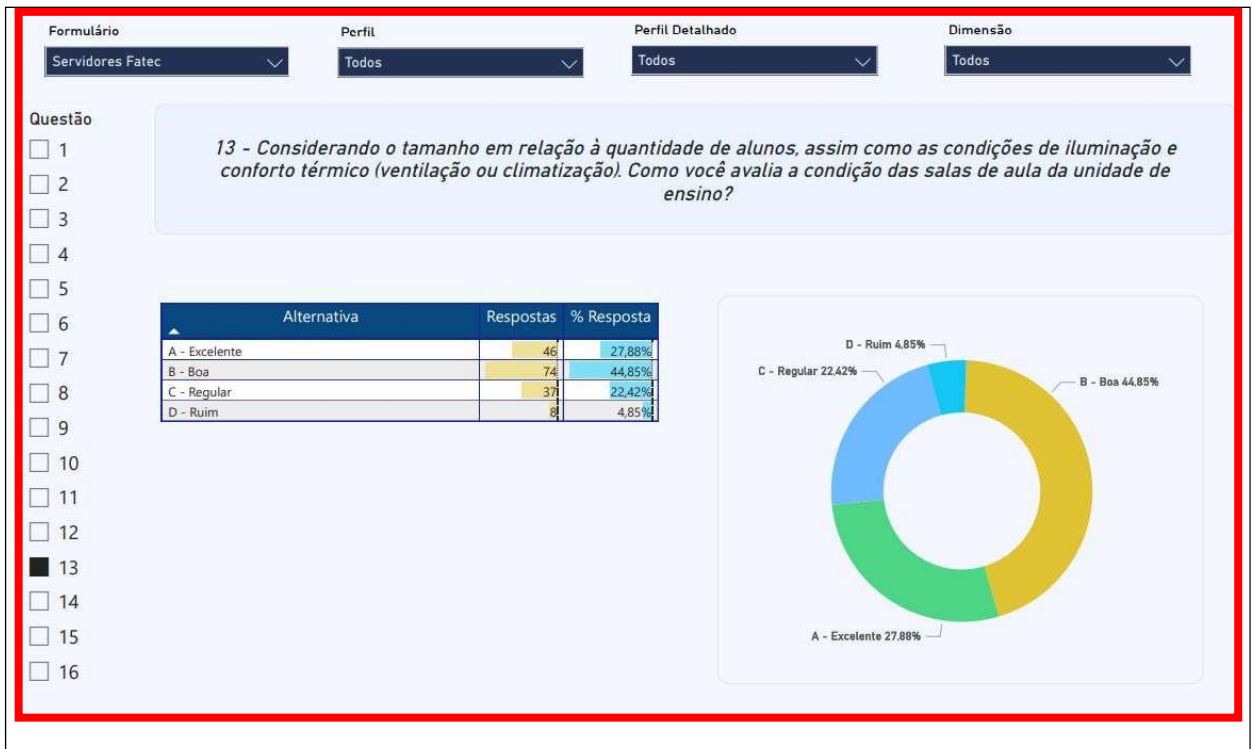 Formulário Perfil Perfil Detalhado Dimensão
Servidores Fatec Todos Todos Todos
Questão
1
2
3
4
5
6
7
8
9
10
11
12
13
14
15
16
13 - Considerando o tamanho em relação à quantidade de alunos, assim como as condições de iluminação e
conforto térmico (ventilação ou climatização). Como você avalia a condição das salas de aula da unidade de
ensino?
Alternativa Respostas % Resposta
A - Excelente 46 27,88%
B - Boa 74 44,85%
C - Regular 37 22,42%
D - Ruim 8 4,85%
D - Ruim 4,85%
C - Regular 22,42%
B - Boa 44,85%
A - Excelente 27,88%